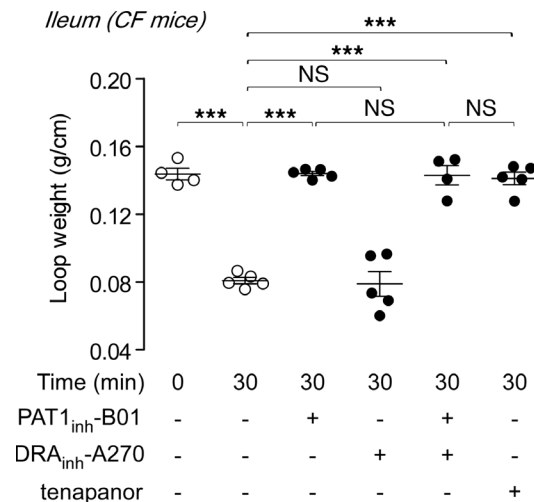 Ileum (CF mice)
***
***
NS
*** *** NS NS
0.20
0.16
0.12
0.08
0.04
Loop weight (g/cm)
Time (min) 0 30 30 30 30 30
PAT1inh-B01 - - + - + -
DRAinh-A270 - - - + + -
tenapanor - - - - - +